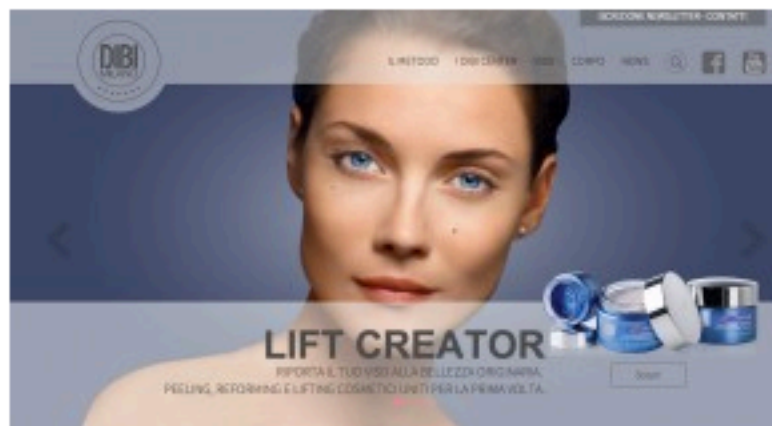 ISCRIZIONE NEWSLETTER - CONTATTI
DIBI
MILANO
IL METODO I DIBI CENTER VISO CORPO NEWS
LIFT CREATOR
RIPORTA IL TUO VISO ALLA BELLEZZA ORIGINARIA.
PEELING, REFORMING E LIFTING COSMETICI UNITI PER LA PRIMA VOLTA.
Scopri